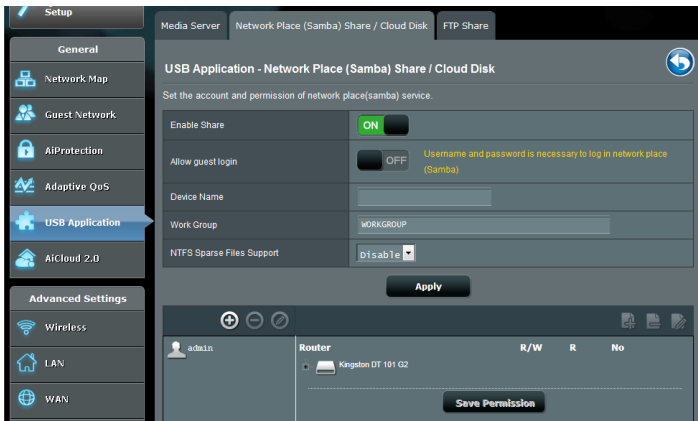 Setup
General
Network Map
Guest Network
AiProtection
Adaptive QoS
USB Application
AiCloud 2.0
Advanced Settings
Wireless
LAN
WAN
Media Server
Network Place (Samba) Share / Cloud Disk
FTP Share
USB Application - Network Place (Samba) Share / Cloud Disk
Set the account and permission of network place(samba) service.
Enable Share
ON
Allow guest login
OFF
Username and password is necessary to log in network place
(Samba)
Device Name
Work Group
WORKGROUP
NTFS Sparse Files Support
Disable
Apply
admin
Router R/W R No
Kingston DT 101 G2
Save Permission